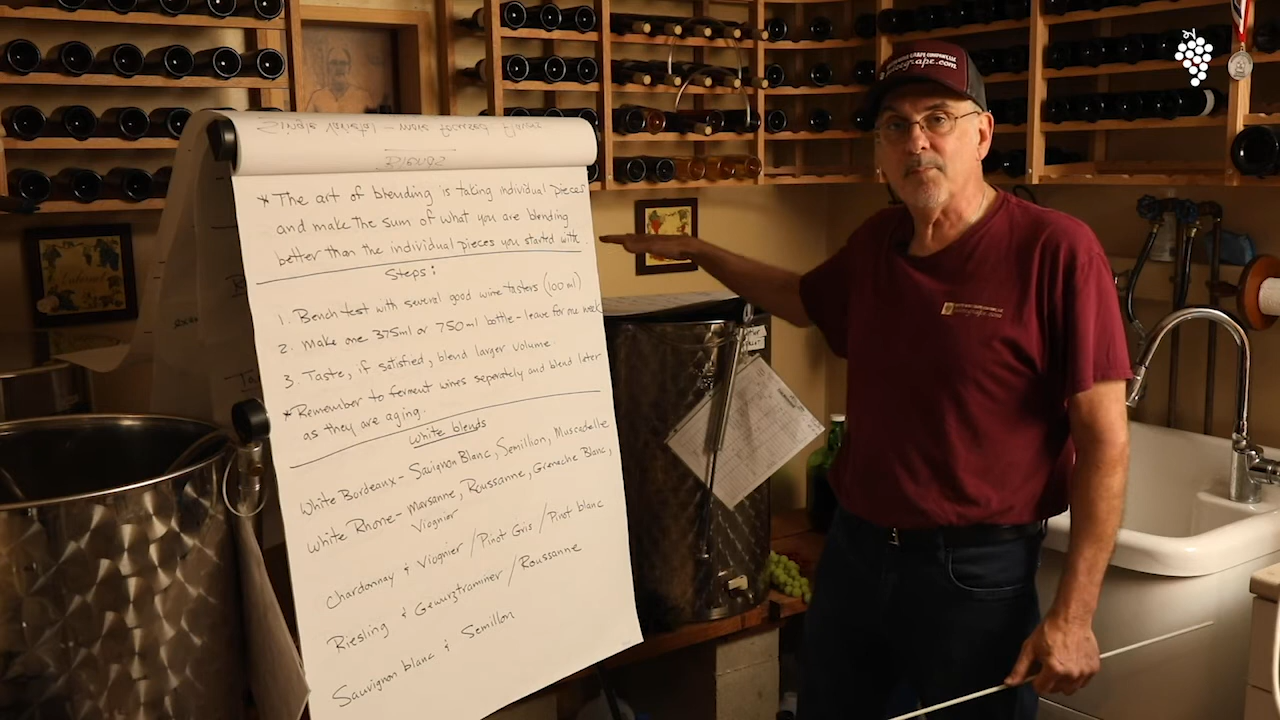 * The art of blending is taking individual pieces
and make the sum of what you are blending
better than the individual pieces you started with.
Steps:
1. Bench test with several good wine tasters (100 ml)
2. Make one 375ml or 750 ml bottle - leave for one week
3. Taste, if satisfied, blend larger volume.
* Remember to ferment wines seperately and blend later
as they are aging.
White blends
White Bordeaux - Sauvignon Blanc, Semillion, Muscadelle
White Rhone - Marsanne, Roussanne, Grenache Blanc,
Viognier
Chardonnay & Viognier / Pinot Gris / Pinot blanc
Riesling & Gewurztraminer / Roussanne
Sauvignon blanc & Semillon
Cabernet